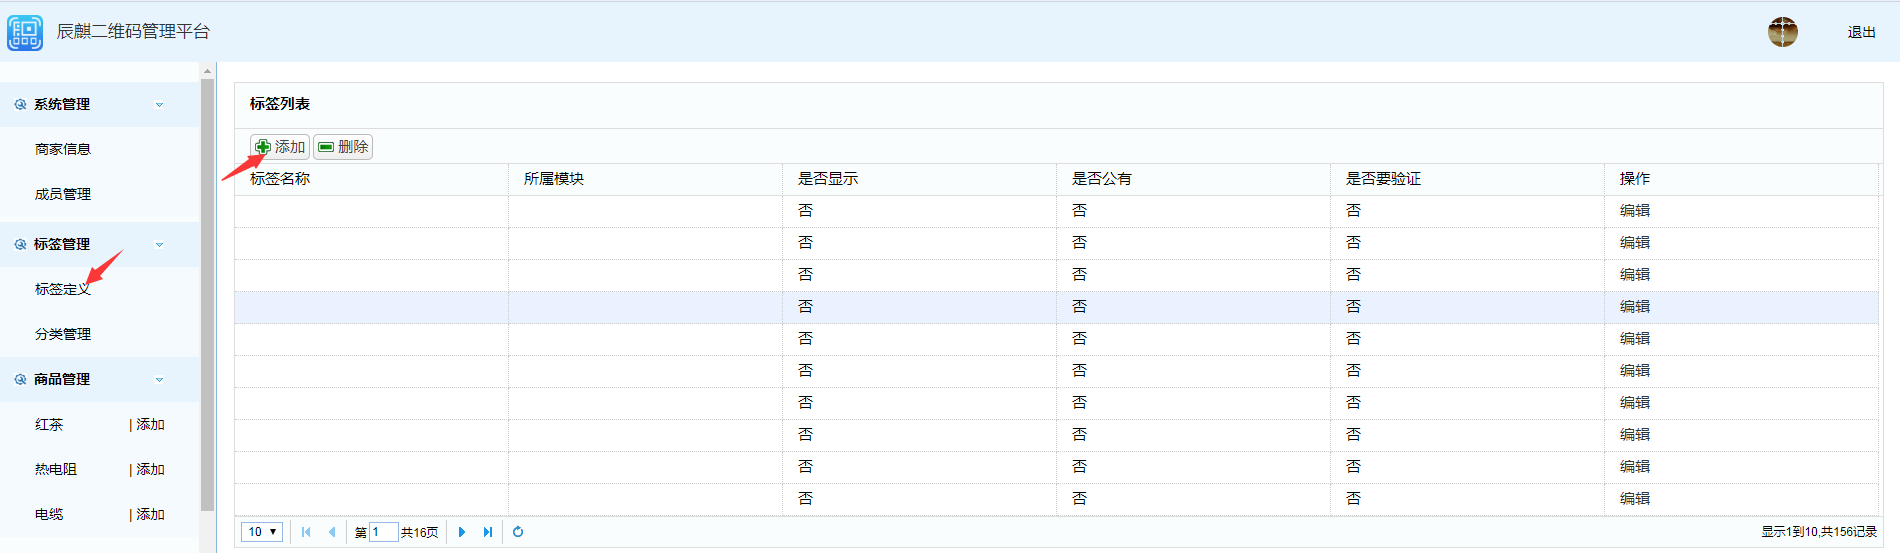 辰麒二维码管理平台
退出
系统管理
商家信息
成员管理
标签管理
标签定义
分类管理
商品管理
红茶 | 添加
热电阻 | 添加
电缆 | 添加
标签列表
添加 删除
标签名称 所属模块 是否显示 是否公有 是否要验证 操作
否 否 否 编辑
否 否 否 编辑
否 否 否 编辑
否 否 否 编辑
否 否 否 编辑
否 否 否 编辑
否 否 否 编辑
否 否 否 编辑
否 否 否 编辑
否 否 否 编辑
10 第 1 共16页 显示1到10,共156记录